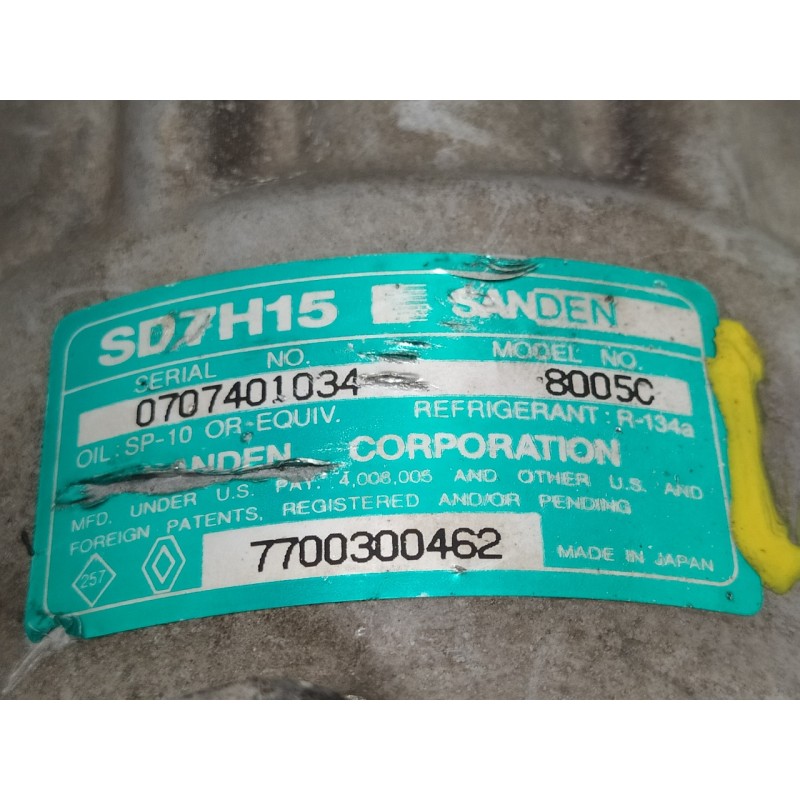 SD7H15 SANDEN
SERIAL NO. MODEL NO.
0707401034 8005C
OIL: SP-10 OR EQUIV. REFRIGERANT: R-134a
SANDEN CORPORATION
MFD. UNDER U.S. PAT. 4,008,005 AND OTHER U.S. AND
FOREIGN PATENTS, REGISTERED AND/OR PENDING
257 7700300462 MADE IN JAPAN